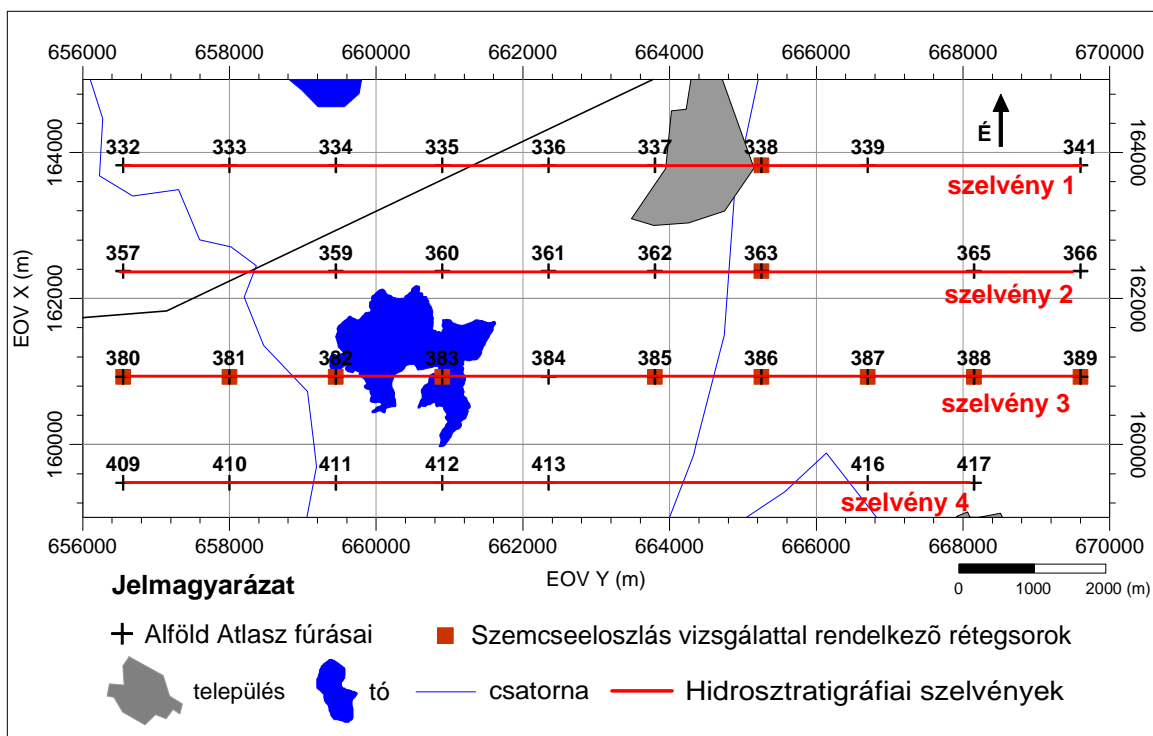 656000 658000 660000 662000 664000 666000 668000 670000
164000 162000 160000
EOV X (m)
É
332 333 334 335 336 337 338 339 341
szelvény 1
357 359 360 361 362 363 365 366
szelvény 2
380 381 382 383 384 385 386 387 388 389
szelvény 3
409 410 411 412 413 416 417
szelvény 4
164000 162000 160000
656000 658000 660000 662000 664000 666000 668000 670000
EOV Y (m)
0 1000 2000 (m)
Jelmagyarázat
Alföld Atlasz fúrásai
Szemcseeloszlás vizsgálattal rendelkezõ rétegsorok
település
tó
csatorna
Hidrosztratigráfiai szelvények